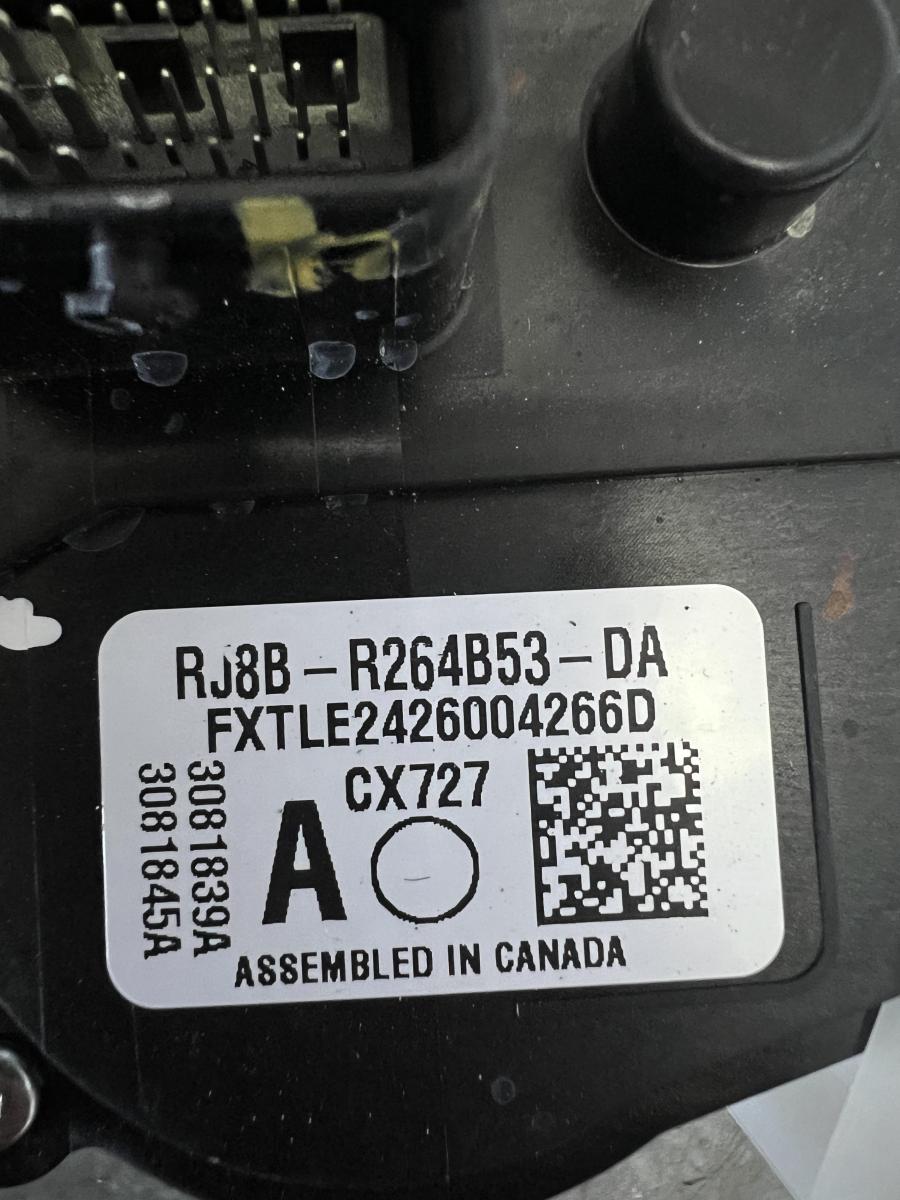 RJ8B-R264B53-DA
FXTLE2426004266D
CX727
A
3081839A
3081845A
ASSEMBLED IN CANADA